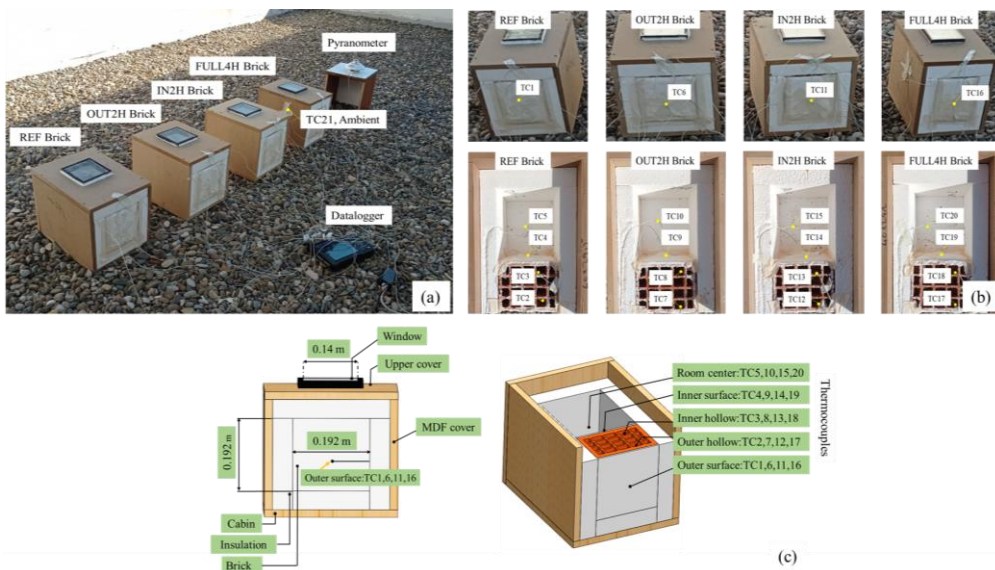 Pyranometer
FULL4H Brick
IN2H Brick
OUT2H Brick
REF Brick
TC21, Ambient
Datalogger
(a)
REF Brick
OUT2H Brick
IN2H Brick
FULL4H Brick
TC1
TC6
TC11
TC16
REF Brick
OUT2H Brick
IN2H Brick
FULL4H Brick
TC5
TC10
TC15
TC20
TC4
TC9
TC14
TC19
TC3
TC8
TC13
TC18
TC2
TC7
TC12
TC17
(b)
Window
0.14 m
Upper cover
MDF cover
0.192 m
0.192 m
Outer surface:TC1,6,11,16
Cabin
Insulation
Brick
Room center:TC5,10,15,20
Inner surface:TC4,9,14,19
Inner hollow:TC3,8,13,18
Outer hollow:TC2,7,12,17
Outer surface:TC1,6,11,16
Thermocouples
(c)